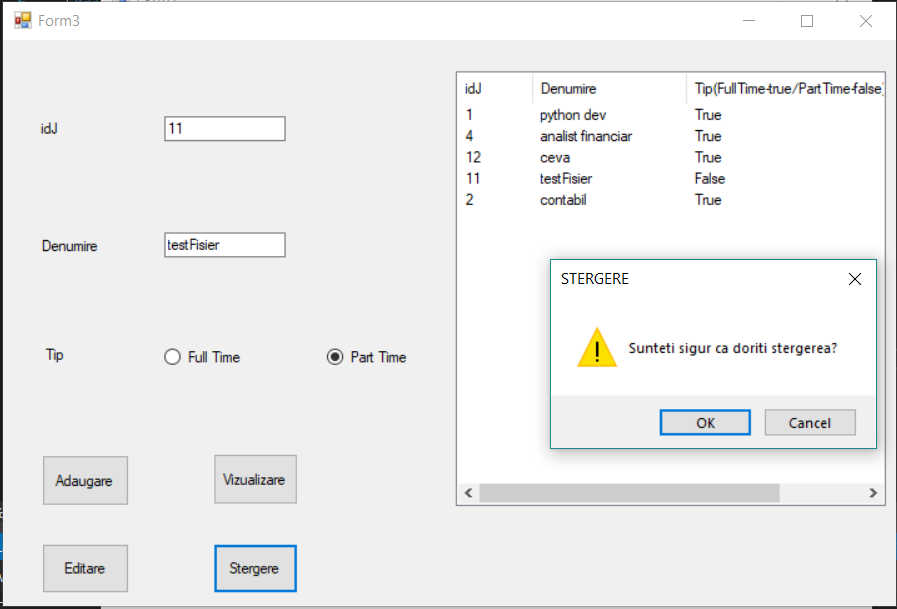 Form3
idJ
11
Denumire
testFisier
Tip
Full Time
Part Time
Adaugare
Vizualizare
Editare
Stergere
idJ Denumire Tip(FullTime-true/PartTime-false)
1 python dev True
4 analist financiar True
12 ceva True
11 testFisier False
2 contabil True
STERGERE
Sunteti sigur ca doriti stergerea?
OK Cancel